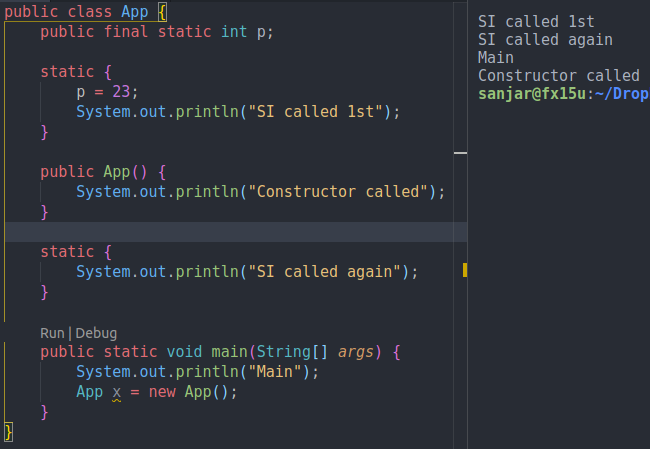 public class App {
public final static int p;
static {
p = 23;
System.out.println("SI called 1st");
}
public App() {
System.out.println("Constructor called");
}
static {
System.out.println("SI called again");
}
Run | Debug
public static void main(String[] args) {
System.out.println("Main");
App x = new App();
}
}
SI called 1st
SI called again
Main
Constructor called
sanjar@fx15u:~/Drop